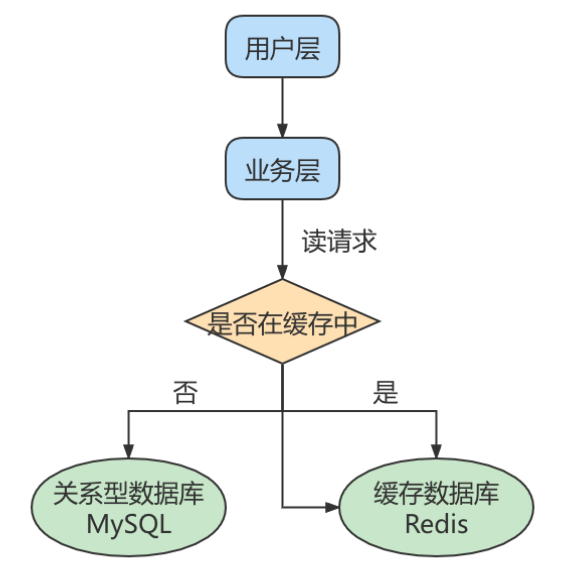 用户层
业务层
读请求
是否在缓存中
否
是
关系型数据库
MySQL
缓存数据库
Redis